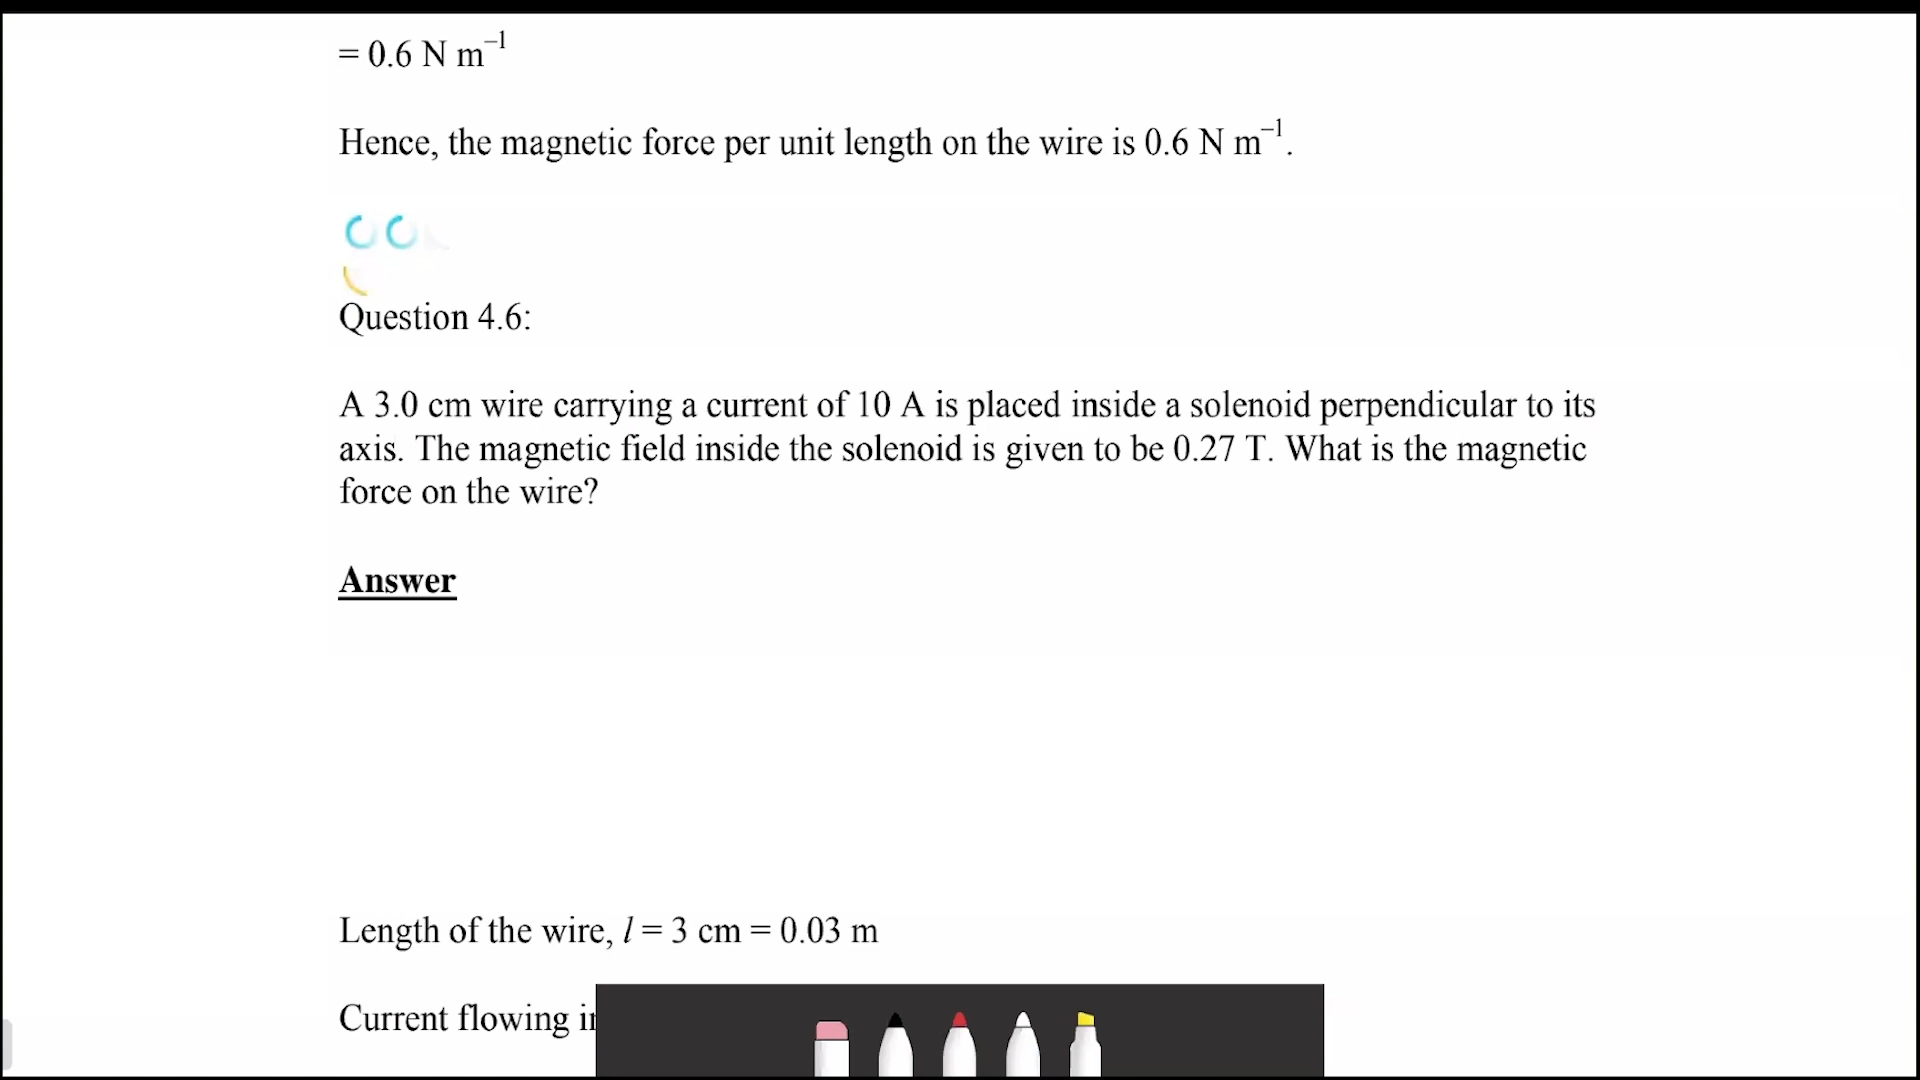 = 0.6 N m⁻¹
Hence, the magnetic force per unit length on the wire is 0.6 N m⁻¹.
Question 4.6:
A 3.0 cm wire carrying a current of 10 A is placed inside a solenoid perpendicular to its
axis. The magnetic field inside the solenoid is given to be 0.27 T. What is the magnetic
force on the wire?
Answer
Length of the wire, l = 3 cm = 0.03 m
Current flowing